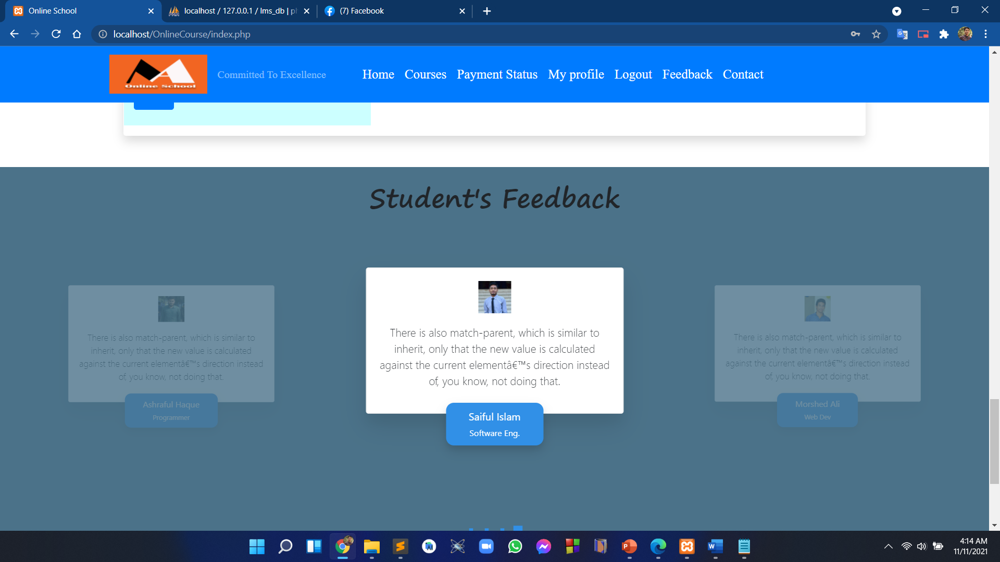 Online School
localhost / 127.0.0.1 / lms_db | ph
(7) Facebook
localhost/OnlineCourse/index.php
Online School
Committed To Excellence
Home
Courses
Payment Status
My profile
Logout
Feedback
Contact
Student's Feedback
There is also match-parent, which is similar to
inherit, only that the new value is calculated
against the current elementâ€™s direction instead
of, you know, not doing that.
Ashraful Haque
Programmer
There is also match-parent, which is similar to
inherit, only that the new value is calculated
against the current elementâ€™s direction instead
of, you know, not doing that.
Saiful Islam
Software Eng.
There is also match-parent, which is similar to
inherit, only that the new value is calculated
against the current elementâ€™s direction instead
of, you know, not doing that.
Morshed Ali
Web Dev
4:14 AM
11/11/2021